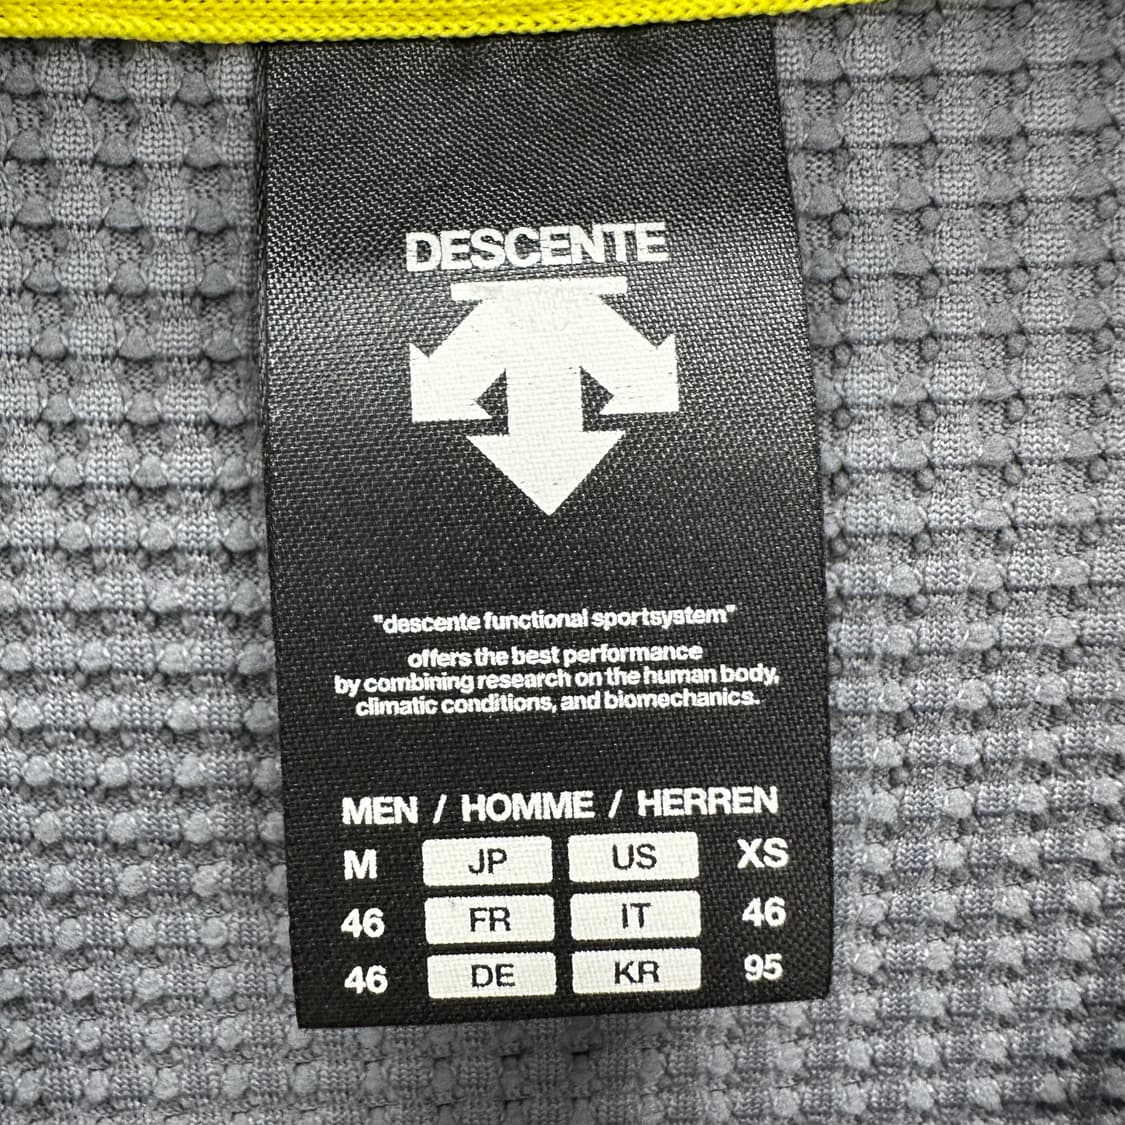 DESCENTE
"descente functional sportsystem"
offers the best performance
by combining research on the human body,
climatic conditions, and biomechanics.
MEN / HOMME / HERREN
M JP US XS
46 FR IT 46
46 DE KR 95